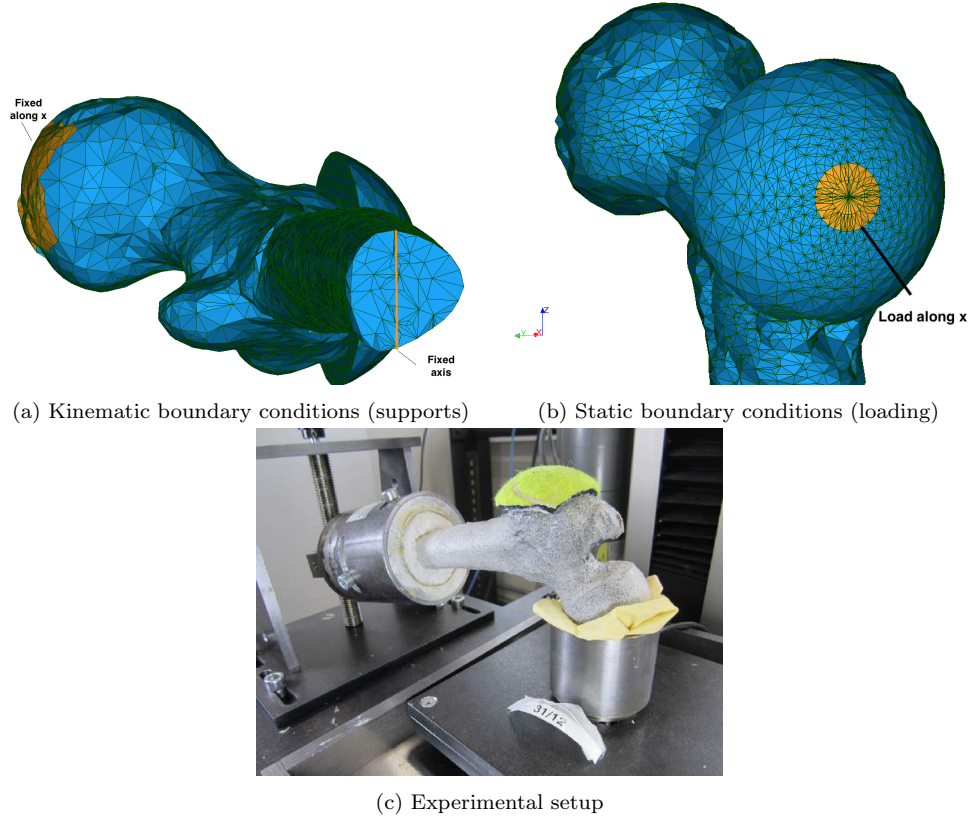 Fixed
along x
Fixed
axis
Z
Y
X
Load along x
(a) Kinematic boundary conditions (supports)
(b) Static boundary conditions (loading)
31/12
(c) Experimental setup